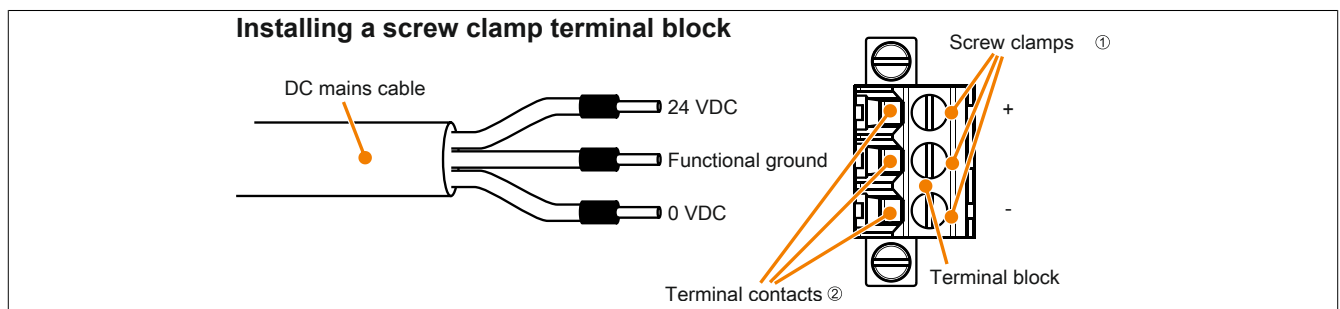 Installing a screw clamp terminal block
DC mains cable
24 VDC
Functional ground
0 VDC
Screw clamps ①
+
-
Terminal block
Terminal contacts ②